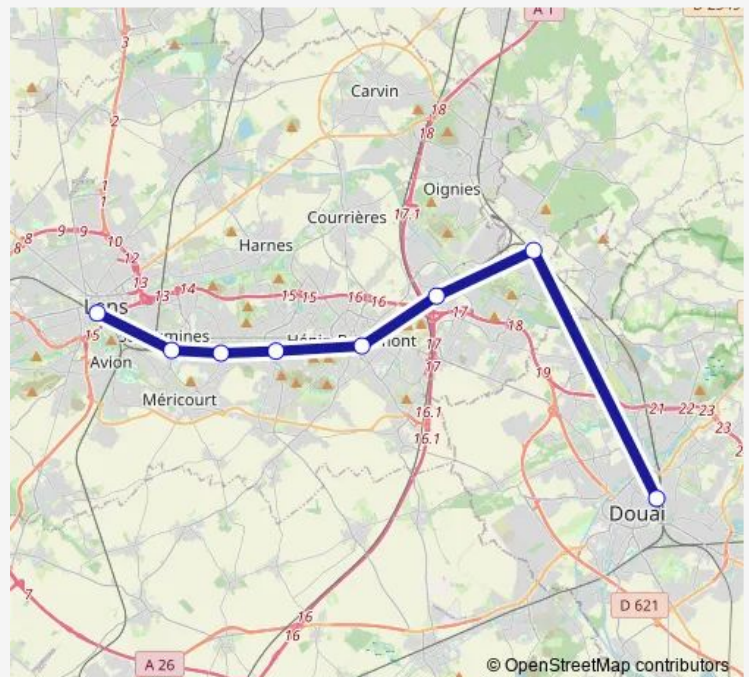 A 1
3
Carvin
18
18
2
Oignies
1
1
17.1
Courrières
8 8 9 9 10
Harnes
12
13
13 14
15 15 16 16
17
18
Lens
15
Hénin-Beaumont
17
17
Avion
19
Méricourt
21 22 23
23
16.1
16.1
Douai
7
D 621
16
16
A 26
© OpenStreetMap contributors